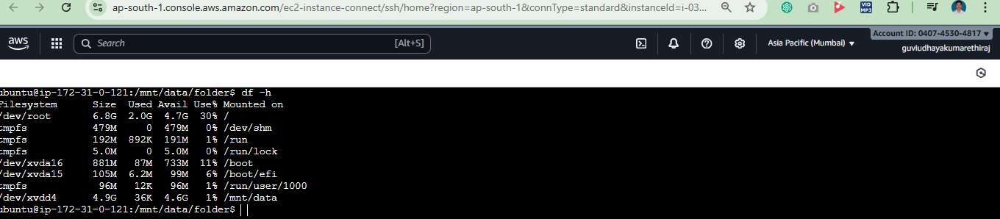 ap-south-1.console.aws.amazon.com/ec2-instance-connect/ssh/home?region=ap-south-1&connType=standard&instanceId=i-03...
VID MP3
aws
Search [Alt+S]
Asia Pacific (Mumbai) ▼
Account ID: 0407-4530-4817 ▼
guviudhayakumarethiraj
ubuntu@ip-172-31-0-121:/mnt/data/folder$ df -h
Filesystem Size Used Avail Use% Mounted on
/dev/root 6.8G 2.0G 4.7G 30% /
tmpfs 479M 0 479M 0% /dev/shm
tmpfs 192M 892K 191M 1% /run
tmpfs 5.0M 0 5.0M 0% /run/lock
/dev/xvda16 881M 87M 733M 11% /boot
/dev/xvda15 105M 6.2M 99M 6% /boot/efi
tmpfs 96M 12K 96M 1% /run/user/1000
/dev/xvdd4 4.9G 36K 4.6G 1% /mnt/data
ubuntu@ip-172-31-0-121:/mnt/data/folder$